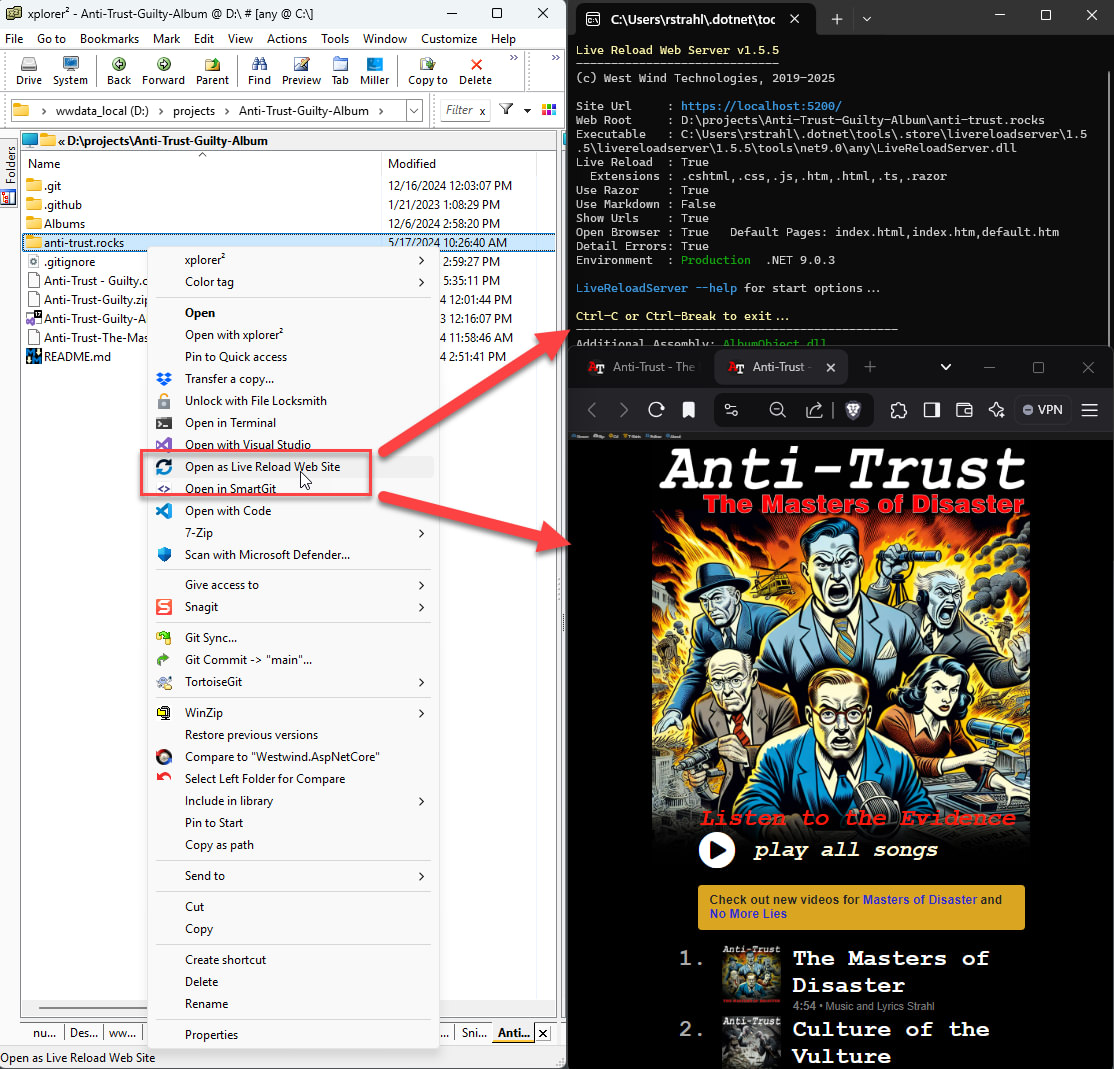 xplorer² - Anti-Trust-Guilty-Album @ D:\ # [any @ C:\]
File Go to Bookmarks Mark Edit View Actions Tools Window Customize Help
Drive System Back Forward Parent Find Preview Tab Miller Copy to Delete » »
wwdata_local (D:) projects Anti-Trust-Guilty-Album Filter x
Folders
« D:\projects\Anti-Trust-Guilty-Album
Name Modified
.git 12/16/2024 12:03:07 PM
.github 1/21/2023 1:08:29 PM
Albums 12/6/2024 2:58:20 PM
anti-trust.rocks 5/17/2024 10:26:40 AM
.gitignore 2:59:27 PM
Anti-Trust - Guilty.c 5:35:11 PM
Anti-Trust-Guilty.zip 4 12:01:44 PM
Anti-Trust-Guilty-A 3 12:16:07 PM
Anti-Trust-The-Mas 4 11:58:46 AM
README.md 4 2:51:41 PM
xplorer²
Color tag
Open
Open with xplorer²
Pin to Quick access
Transfer a copy...
Unlock with File Locksmith
Open in Terminal
Open with Visual Studio
Open as Live Reload Web Site
Open in SmartGit
Open with Code
7-Zip
Scan with Microsoft Defender...
Give access to
Snagit
Git Sync...
Git Commit -> "main"...
TortoiseGit
WinZip
Restore previous versions
Compare to "Westwind.AspNetCore"
Select Left Folder for Compare
Include in library
Pin to Start
Copy as path
Send to
Cut
Copy
Create shortcut
Delete
Rename
Properties
nu... Des... ww... ... Sni... Anti...
Open as Live Reload Web Site
C:\Users\rstrahl\.dotnet\toc
Live Reload Web Server v1.5.5
(c) West Wind Technologies, 2019-2025
Site Url : https://localhost:5200/
Web Root : D:\projects\Anti-Trust-Guilty-Album\anti-trust.rocks
Executable : C:\Users\rstrahl\.dotnet\tools\.store\livereloadserver\1.5
.5\livereloadserver\1.5.5\tools\net9.0\any\LiveReloadServer.dll
Live Reload : True
Extensions : .cshtml,.css,.js,.htm,.html,.ts,.razor
Use Razor : True
Use Markdown : False
Show Urls : True
Open Browser : True Default Pages: index.html,index.htm,default.htm
Detail Errors: True
Environment : Production .NET 9.0.3
LiveReloadServer --help for start options...
Ctrl-C or Ctrl-Break to exit...
Additional Assembly: AlbumObject.dll
Anti-Trust - The Anti-Trust -
VPN
Anti-Trust
The Masters of Disaster
Listen to the Evidence
play all songs
Check out new videos for Masters of Disaster and
No More Lies
1. Anti-Trust The Masters of
Disaster
4:54 • Music and Lyrics Strahl
2. Anti-Trust Culture of the
Vulture